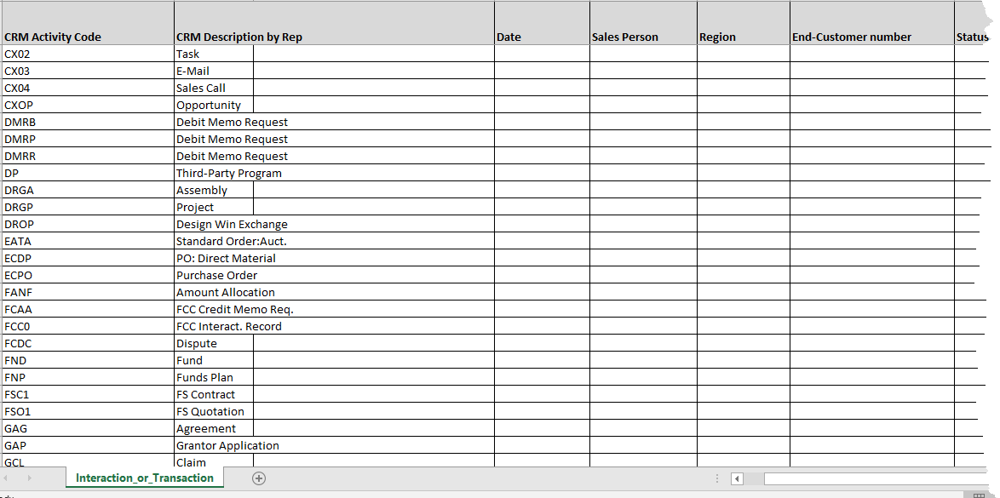 CRM Activity Code CRM Description by Rep Date Sales Person Region End-Customer number Status
CX02 Task
CX03 E-Mail
CX04 Sales Call
CXOP Opportunity
DMRB Debit Memo Request
DMRP Debit Memo Request
DMRR Debit Memo Request
DP Third-Party Program
DRGA Assembly
DRGP Project
DROP Design Win Exchange
EATA Standard Order:Auct.
ECDP PO: Direct Material
ECPO Purchase Order
FANF Amount Allocation
FCAA FCC Credit Memo Req.
FCC0 FCC Interact. Record
FCDC Dispute
FND Fund
FNP Funds Plan
FSC1 FS Contract
FSO1 FS Quotation
GAG Agreement
GAP Grantor Application
GCL Claim
Interaction_or_Transaction